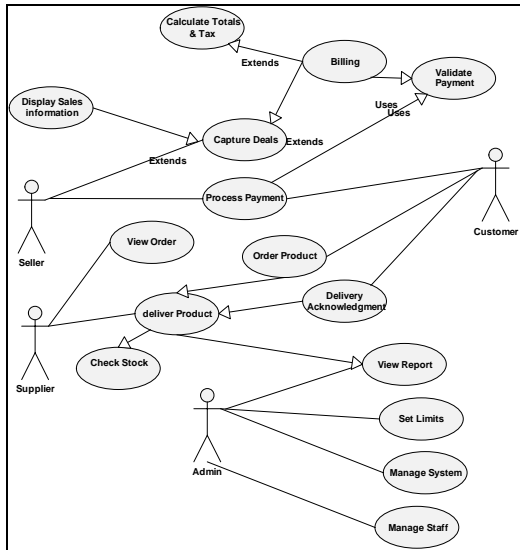 Calculate Totals
& Tax
Extends
Billing
Validate
Payment
Display Sales
information
Uses
Uses
Capture Deals
Extends
Extends
Process Payment
Seller
Customer
View Order
Order Product
Delivery
Acknowledgment
deliver Product
Check Stock
Supplier
View Report
Set Limits
Admin
Manage System
Manage Staff